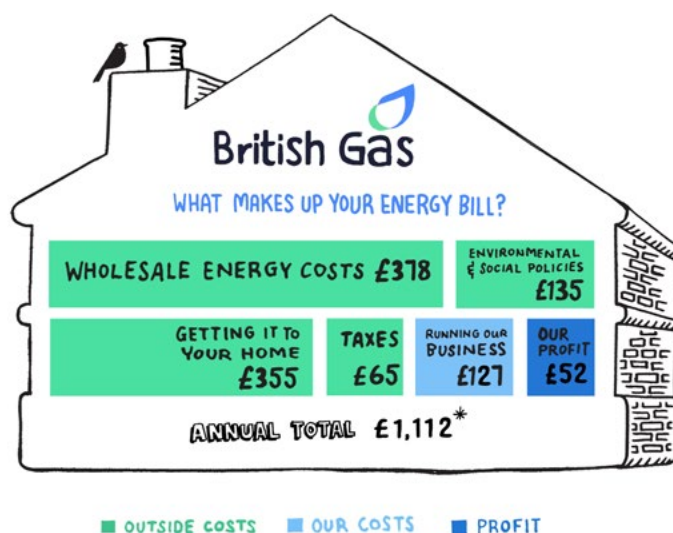 British Gas
WHAT MAKES UP YOUR ENERGY BILL?
WHOLESALE ENERGY COSTS £378
ENVIRONMENTAL
& SOCIAL POLICIES
£135
GETTING IT TO
YOUR HOME
£355
TAXES
£65
RUNNING OUR
BUSINESS
£127
OUR
PROFIT
£52
ANNUAL TOTAL £1,112*
OUTSIDE COSTS OUR COSTS PROFIT